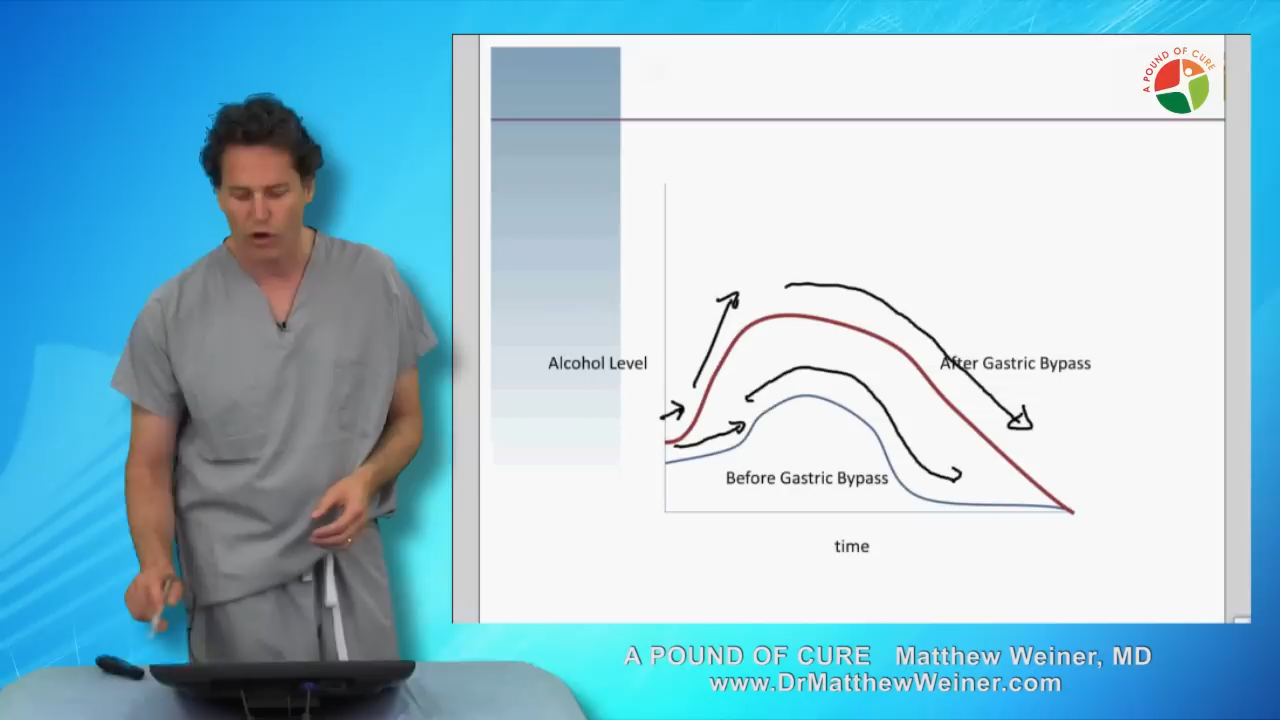 A POUND OF CURE
Alcohol Level
After Gastric Bypass
Before Gastric Bypass
time
A POUND OF CURE Matthew Weiner, MD
www.DrMatthewWeiner.com